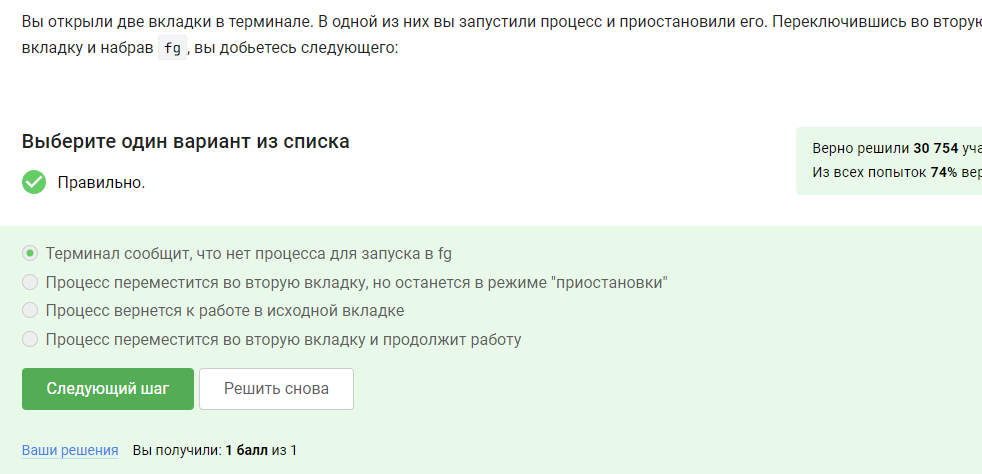 Вы открыли две вкладки в терминале. В одной из них вы запустили процесс и приостановили его. Переключившись во вторую
вкладку и набрав fg, вы добьетесь следующего:
Выберите один вариант из списка
Правильно.
Верно решили 30 754
Из всех попыток 74%
Терминал сообщит, что нет процесса для запуска в fg
Процесс переместится во вторую вкладку, но останется в режиме "приостановки"
Процесс вернется к работе в исходной вкладке
Процесс переместится во вторую вкладку и продолжит работу
Следующий шаг
Решить снова
Ваши решения Вы получили: 1 балл из 1